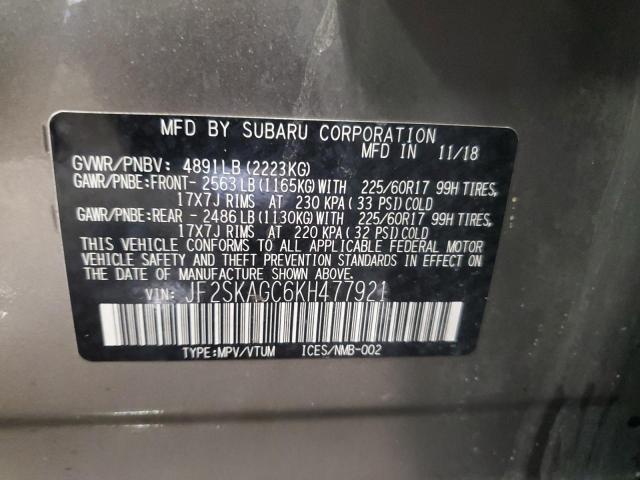 MFD BY SUBARU CORPORATION
MFD IN 11/18
GVWR/PNBV: 4891LB(2223KG)
GAWR/PNBE:FRONT- 2563LB(1165KG)WITH 225/60R17 99H TIRES,
17X7J RIMS AT 230 KPA(33 PSI)COLD
GAWR/PNBE:REAR - 2486LB(1130KG)WITH 225/60R17 99H TIRES,
17X7J RIMS AT 220 KPA(32 PSI)COLD
THIS VEHICLE CONFORMS TO ALL APPLICABLE FEDERAL MOTOR
VEHICLE SAFETY AND THEFT PREVENTION STANDARDS IN EFFECT
ON THE DATE OF MANUFACTURE SHOWN ABOVE.
VIN: JF2SKAGC6KH477921
TYPE:MPV/VTUM ICES/NMB-002